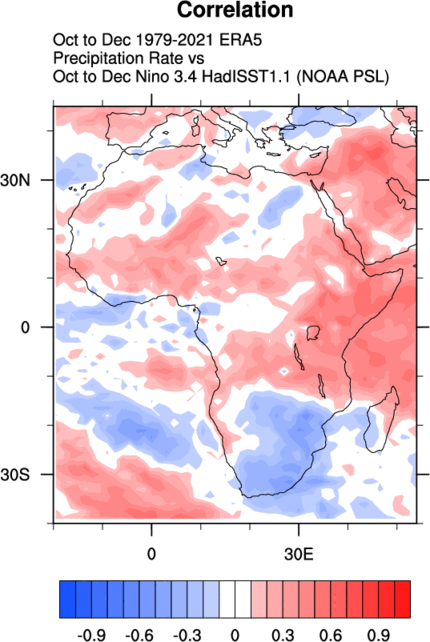 Correlation
Oct to Dec 1979-2021 ERA5
Precipitation Rate vs
Oct to Dec Nino 3.4 HadISST1.1 (NOAA PSL)
30N
0
30S
0 30E
-0.9 -0.6 -0.3 0 0.3 0.6 0.9